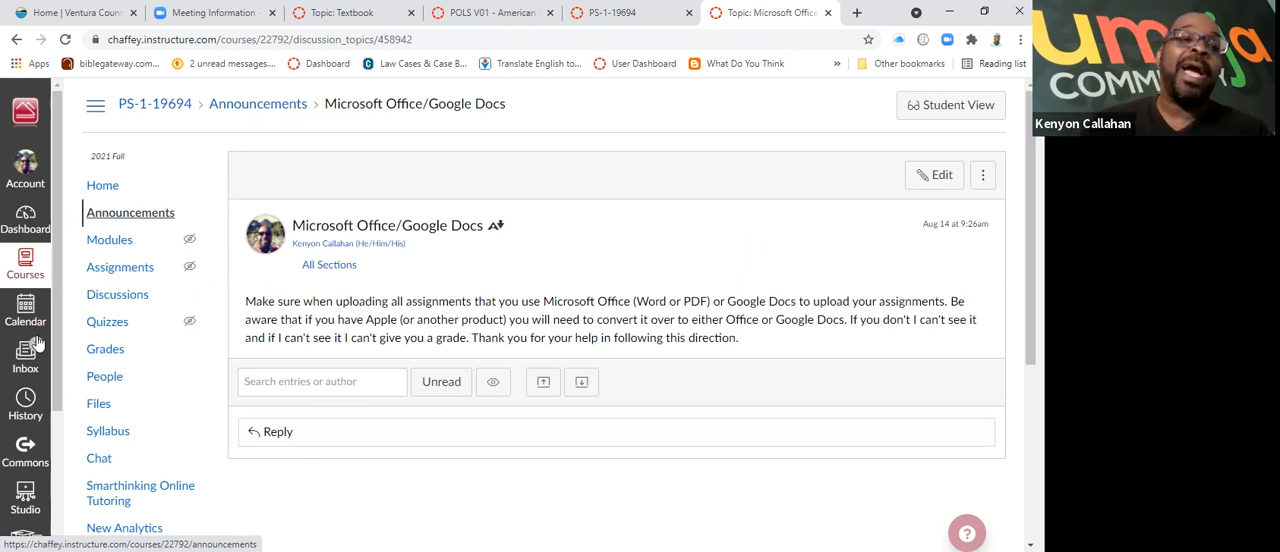 Home | Ventura Count
Meeting Information -
Topic: Textbook
POLS V01 - American
PS-1-19694
Topic: Microsoft Office
chaffey.instructure.com/courses/22792/discussion_topics/458942
Apps
biblegateway.com
2 unread messages....
Dashboard
Law Cases & Case B...
Translate English to...
User Dashboard
What Do You Think
»
Other bookmarks
Reading list
PS-1-19694 › Announcements › Microsoft Office/Google Docs
Student View
2021 Fall
Home
Announcements
Modules
Assignments
Discussions
Quizzes
Grades
People
Files
Syllabus
Chat
Smarthinking Online
Tutoring
New Analytics
Account
Dashboard
Courses
Calendar
Inbox
History
Commons
Studio
Edit
Microsoft Office/Google Docs
Aug 14 at 9:26am
Kenyon Callahan (He/Him/His)
All Sections
Make sure when uploading all assignments that you use Microsoft Office (Word or PDF) or Google Docs to upload your assignments. Be
aware that if you have Apple (or another product) you will need to convert it over to either Office or Google Docs. If you don't I can't see it
and if I can't see it I can't give you a grade. Thank you for your help in following this direction.
Search entries or author
Unread
Reply
?
https://chaffey.instructure.com/courses/22792/announcements
Kenyon Callahan